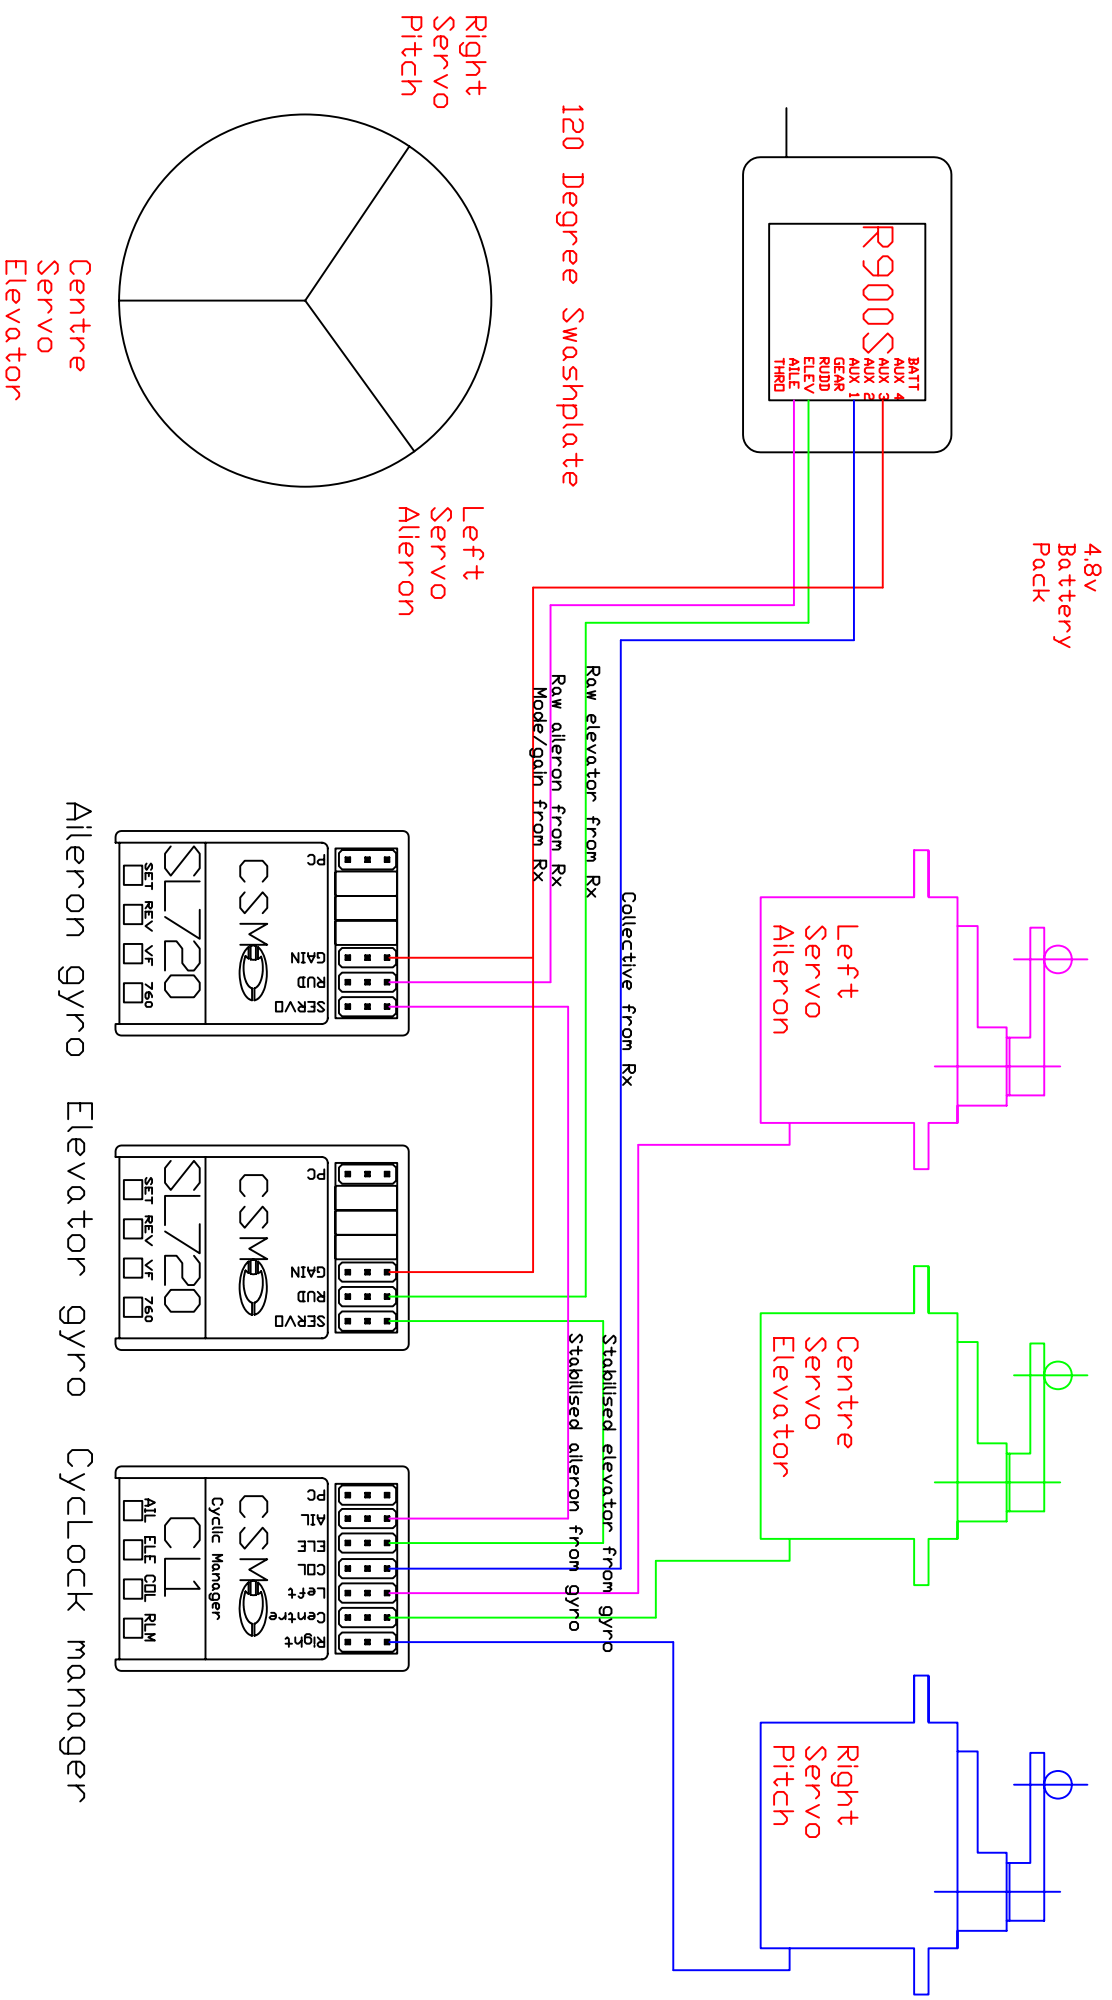 4.8v
Battery
Pack
R900S
BATT
AUX 4
AUX 3
AUX 2
AUX 1
GEAR
RUDD
ELEV
AILE
THRO
120 Degree Swashplate
Right
Servo
Pitch
Left
Servo
Alieron
Centre
Servo
Elevator
Left
Servo
Aileron
Centre
Servo
Elevator
Right
Servo
Pitch
Collective from Rx
Raw elevator from Rx
Raw aileron from Rx
Mode/gain from Rx
Stabilised elevator from gyro
Stabilised aileron from gyro
PC
GAIN
RUD
SERVO
CSM
SL720
SET
REV
VF
760
Aileron gyro
PC
GAIN
RUD
SERVO
CSM
SL720
SET
REV
VF
760
Elevator gyro
PC
AIL
ELE
COL
Left
Centre
Right
CSM
Cyclic Manager
CL1
AIL
ELE
COL
RLM
CycLock manager